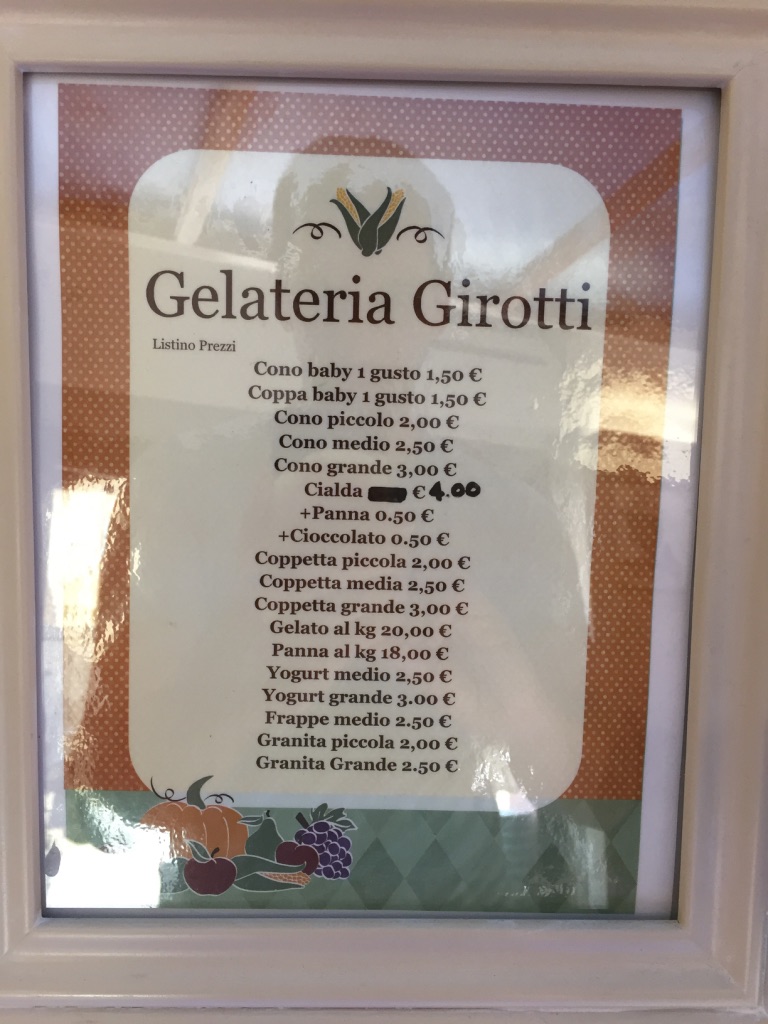 Gelateria Girotti
Listino Prezzi
Cono baby 1 gusto 1,50 €
Coppa baby 1 gusto 1,50 €
Cono piccolo 2,00 €
Cono medio 2,50 €
Cono grande 3,00 €
Cialda € 4.00
+Panna 0.50 €
+Cioccolato 0.50 €
Coppetta piccola 2,00 €
Coppetta media 2,50 €
Coppetta grande 3,00 €
Gelato al kg 20,00 €
Panna al kg 18,00 €
Yogurt medio 2,50 €
Yogurt grande 3.00 €
Frappe medio 2.50 €
Granita piccola 2,00 €
Granita Grande 2.50 €